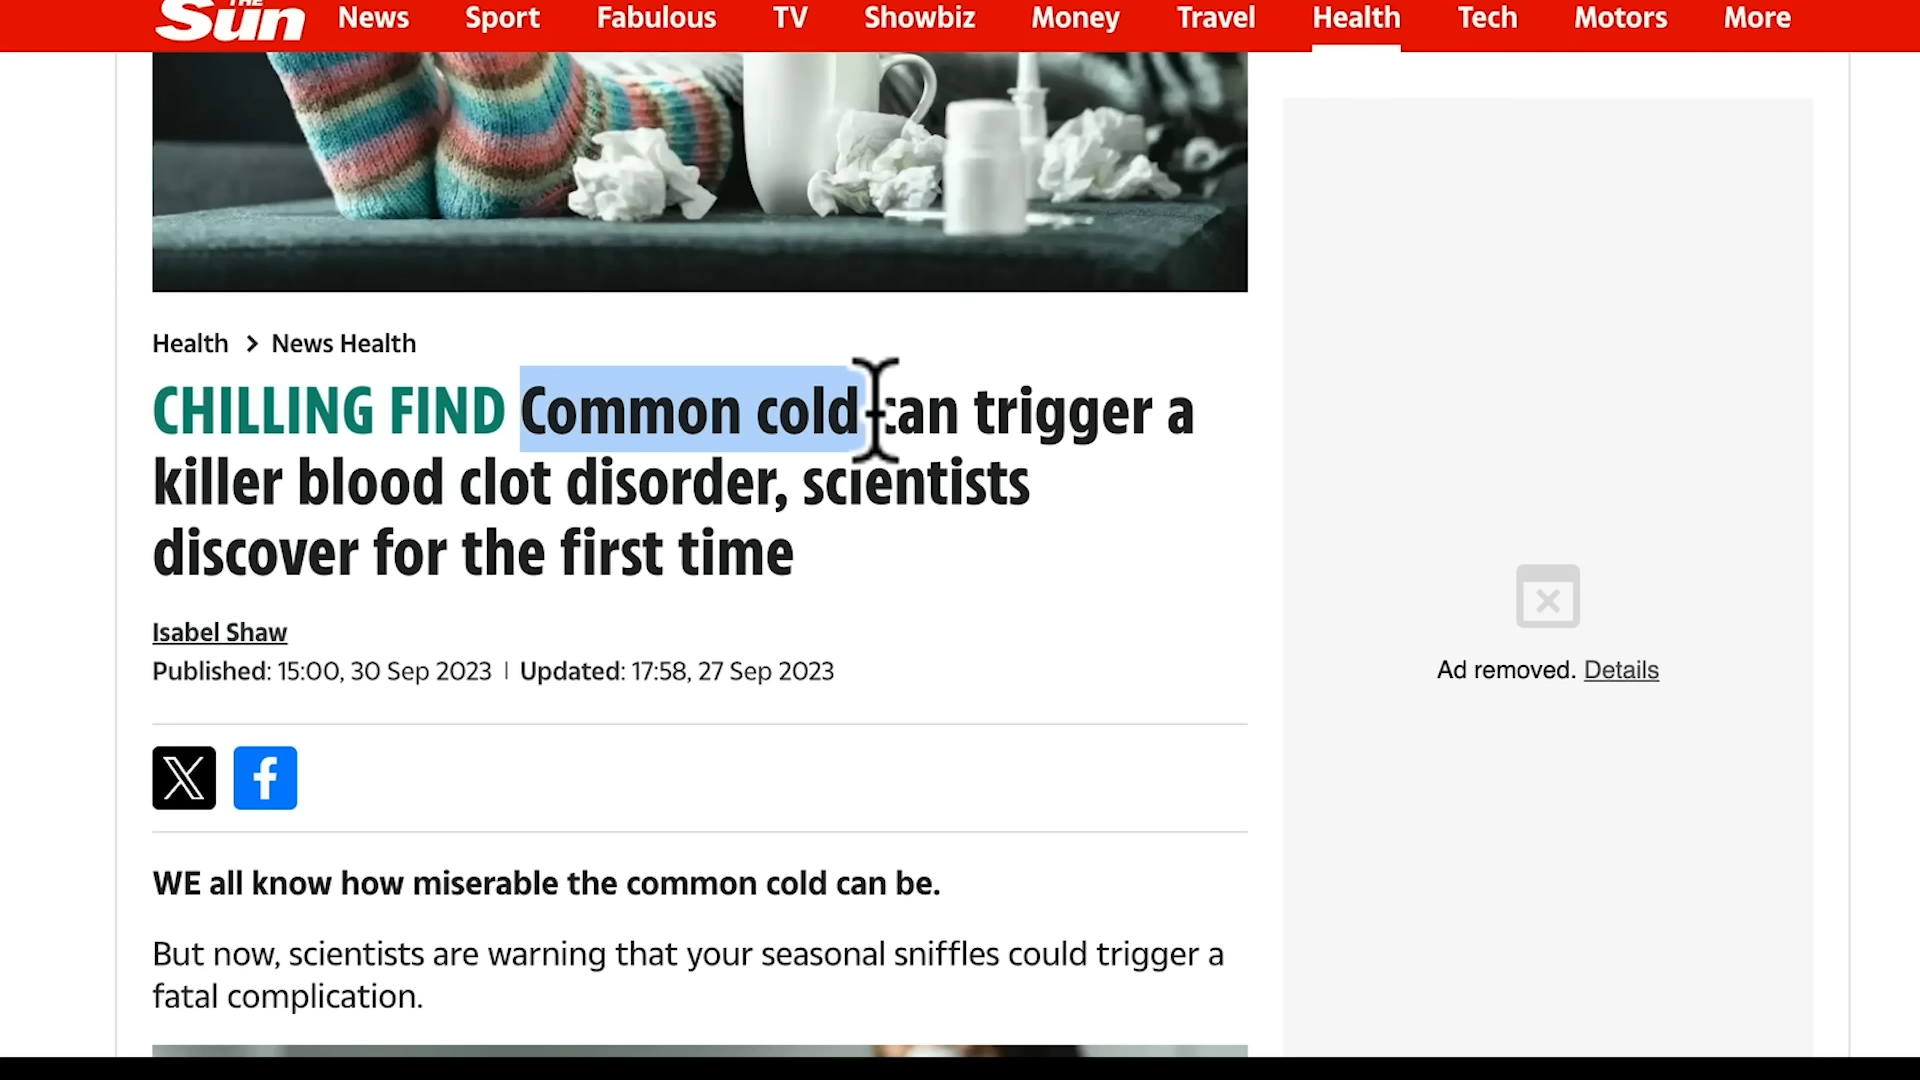 THE
Sun
News Sport Fabulous TV Showbiz Money Travel Health Tech Motors More
Health > News Health
CHILLING FIND Common cold can trigger a
killer blood clot disorder, scientists
discover for the first time
Isabel Shaw
Published: 15:00, 30 Sep 2023 | Updated: 17:58, 27 Sep 2023
WE all know how miserable the common cold can be.
But now, scientists are warning that your seasonal sniffles could trigger a
fatal complication.
Ad removed. Details